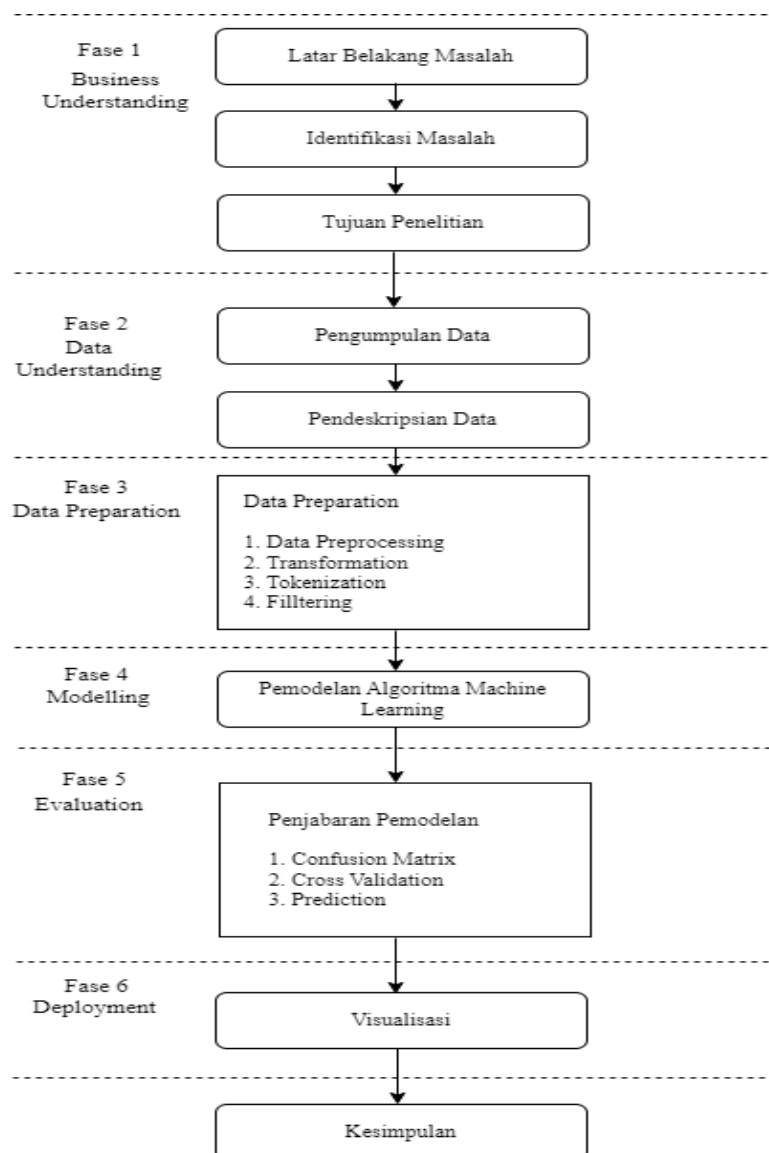 Fase 1
Business
Understanding
Latar Belakang Masalah
Identifikasi Masalah
Tujuan Penelitian
Fase 2
Data
Understanding
Pengumpulan Data
Pendeskripsian Data
Fase 3
Data Preparation
Data Preparation
1. Data Preprocessing
2. Transformation
3. Tokenization
4. Filltering
Fase 4
Modelling
Pemodelan Algoritma Machine
Learning
Fase 5
Evaluation
Penjabaran Pemodelan
1. Confusion Matrix
2. Cross Validation
3. Prediction
Fase 6
Deployment
Visualisasi
Kesimpulan